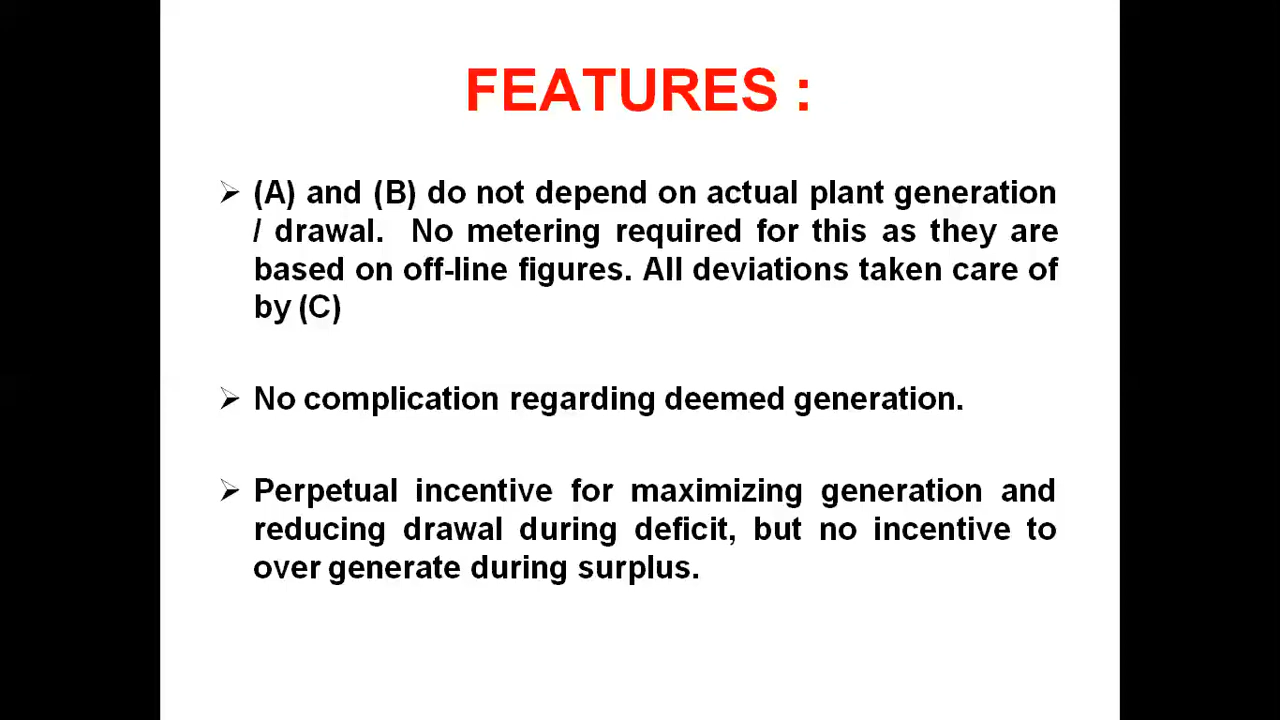 FEATURES :
(A) and (B) do not depend on actual plant generation
/ drawal. No metering required for this as they are
based on off-line figures. All deviations taken care of
by (C)
No complication regarding deemed generation.
Perpetual incentive for maximizing generation and
reducing drawal during deficit, but no incentive to
over generate during surplus.